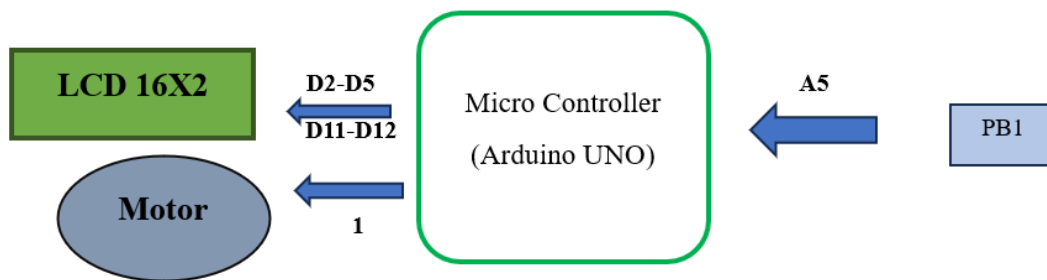 LCD 16X2
D2-D5
D11-D12
Micro Controller
(Arduino UNO)
A5
PB1
Motor
1